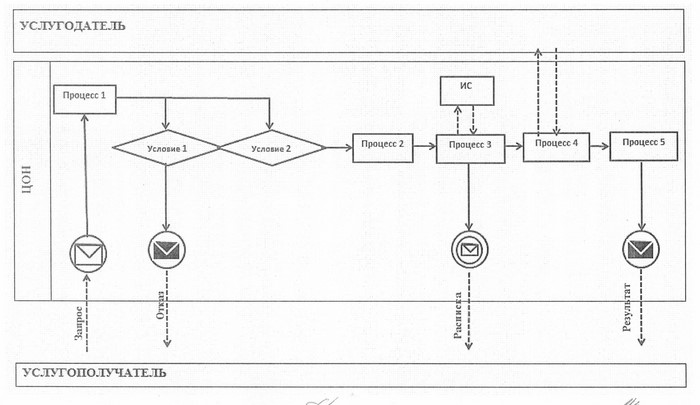 УСЛУГОДАТЕЛЬ
ИС
Процесс 1
Условие 1
Условие 2
Процесс 2
Процесс 3
Процесс 4
Процесс 5
ЦОН
Запрос
Отказ
Расписка
Результат
УСЛУГОПОЛУЧАТЕЛЬ